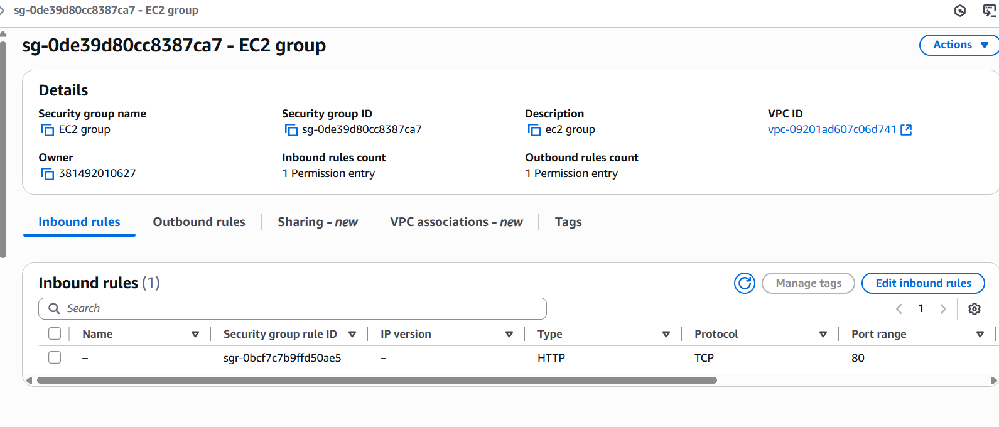 sg-0de39d80cc8387ca7 - EC2 group
sg-0de39d80cc8387ca7 - EC2 group
Actions
Details
Security group name
EC2 group
Security group ID
sg-0de39d80cc8387ca7
Description
ec2 group
VPC ID
vpc-09201ad607c06d741
Owner
381492010627
Inbound rules count
1 Permission entry
Outbound rules count
1 Permission entry
Inbound rules
Outbound rules
Sharing - new
VPC associations - new
Tags
Inbound rules (1)
Manage tags
Edit inbound rules
Search
1
Name
Security group rule ID
IP version
Type
Protocol
Port range
–
sgr-0bcf7c7b9ffd50ae5
–
HTTP
TCP
80